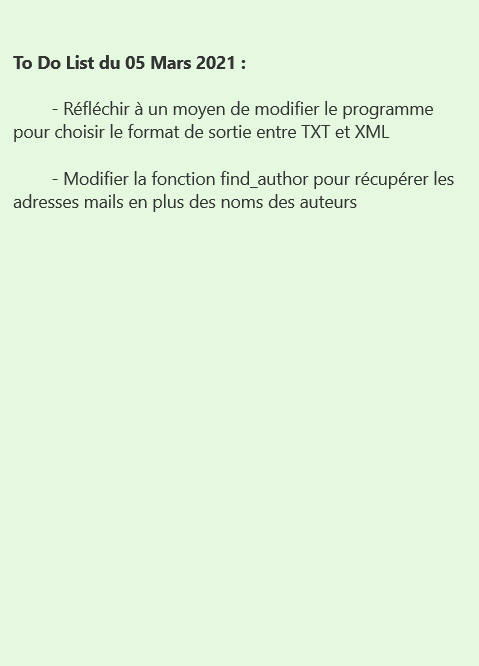 To Do List du 05 Mars 2021 :
- Réfléchir à un moyen de modifier le programme
pour choisir le format de sortie entre TXT et XML
- Modifier la fonction find_author pour récupérer les
adresses mails en plus des noms des auteurs